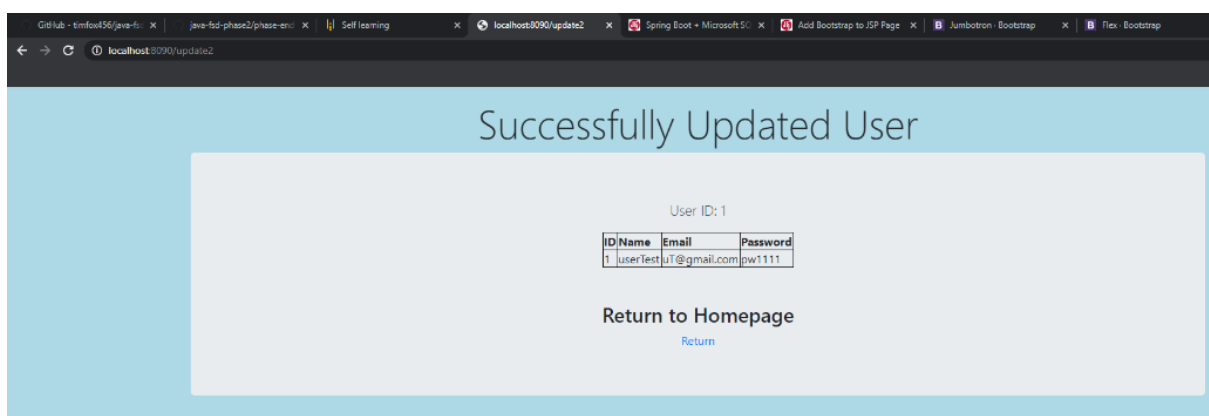 GitHub - timfox456/java-fs: java-fsd-phase2/phase-end Self learning localhost:8090/update2 Spring Boot + Microsoft SQ Add Bootstrap to JSP Page Jumbotron · Bootstrap Flex · Bootstrap
localhost:8090/update2
Successfully Updated User
User ID: 1
ID Name Email Password
1 userTest uT@gmail.com pw1111
Return to Homepage
Return